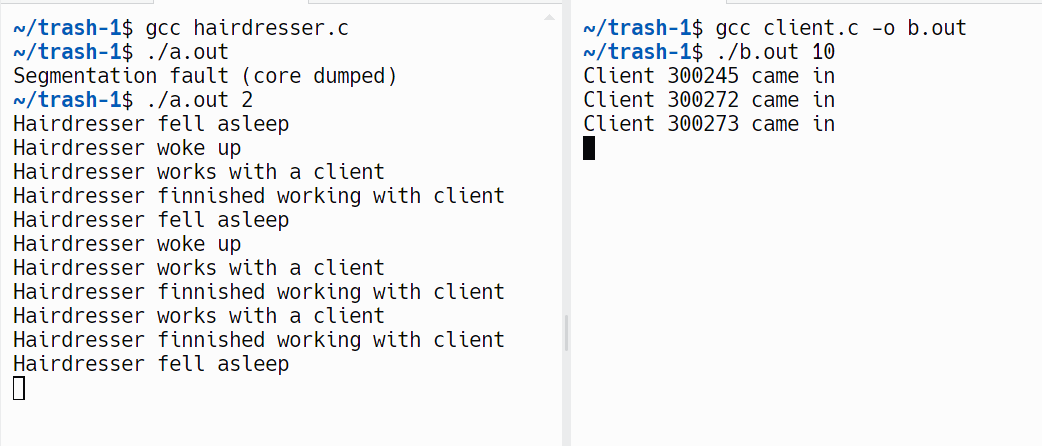 ~/trash-1$ gcc hairdresser.c
~/trash-1$ ./a.out
Segmentation fault (core dumped)
~/trash-1$ ./a.out 2
Hairdresser fell asleep
Hairdresser woke up
Hairdresser works with a client
Hairdresser finnished working with client
Hairdresser fell asleep
Hairdresser woke up
Hairdresser works with a client
Hairdresser finnished working with client
Hairdresser works with a client
Hairdresser finnished working with client
Hairdresser fell asleep
~/trash-1$ gcc client.c -o b.out
~/trash-1$ ./b.out 10
Client 300245 came in
Client 300272 came in
Client 300273 came in